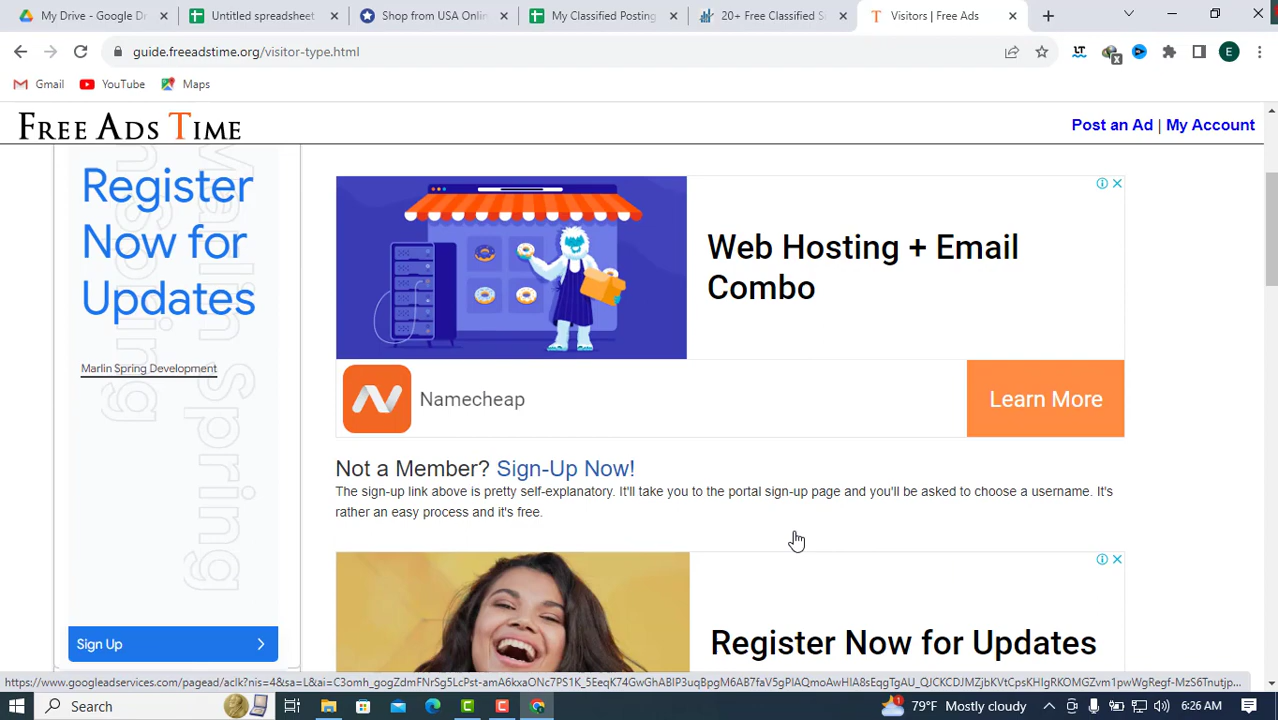 My Drive - Google Dr
Untitled spreadsheet
Shop from USA Onlin
My Classified Posting
20+ Free Classified S
Visitors | Free Ads
guide.freeadstime.org/visitor-type.html
LT
x
E
Gmail
YouTube
Maps
FREE ADS TIME
Post an Ad | My Account
Register
Now for
Updates
Marlin Spring Development
Marlin Spring
Sign Up
Web Hosting + Email
Combo
Namecheap
Learn More
Not a Member? Sign-Up Now!
The sign-up link above is pretty self-explanatory. It'll take you to the portal sign-up page and you'll be asked to choose a username. It's
rather an easy process and it's free.
Register Now for Updates
Search
79°F Mostly cloudy
6:26 AM